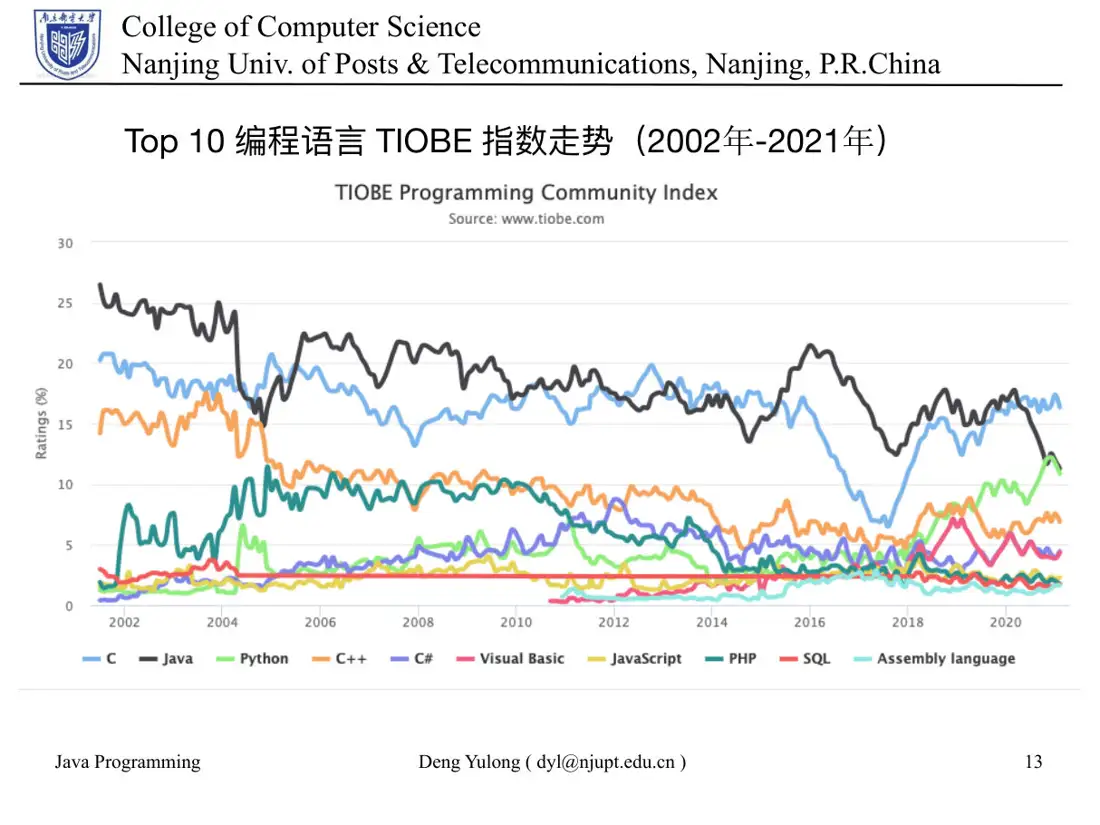 College of Computer Science
Nanjing Univ. of Posts & Telecommunications, Nanjing, P.R.China
Top 10 编程语言 TIOBE 指数走势（2002年-2021年）
TIOBE Programming Community Index
Source: www.tiobe.com
Ratings (%)
30
25
20
15
10
5
0
2002 2004 2006 2008 2010 2012 2014 2016 2018 2020
C Java Python C++ C# Visual Basic JavaScript PHP SQL Assembly language
Java Programming Deng Yulong ( dyl@njupt.edu.cn ) 13